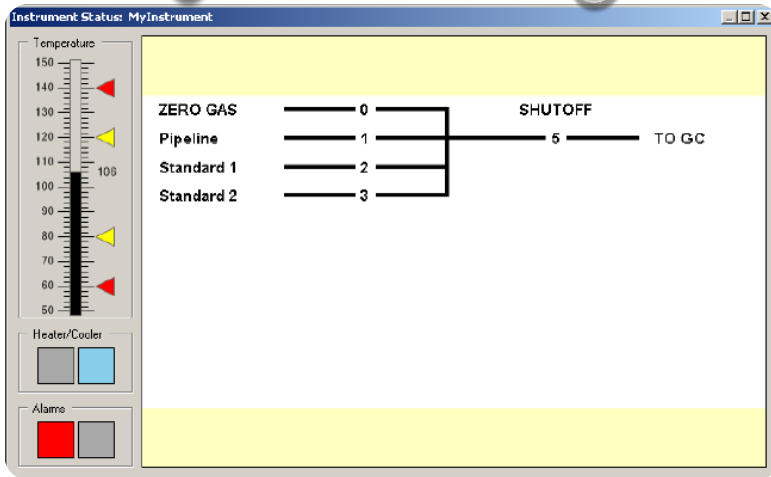 Instrument Status: MyInstrument
Temperature
150
140
130
120
110
106
100
90
80
70
60
50
ZERO GAS 0 SHUTOFF
Pipeline 1 5 TO GC
Standard 1 2
Standard 2 3
Heater/Cooler
Alarms